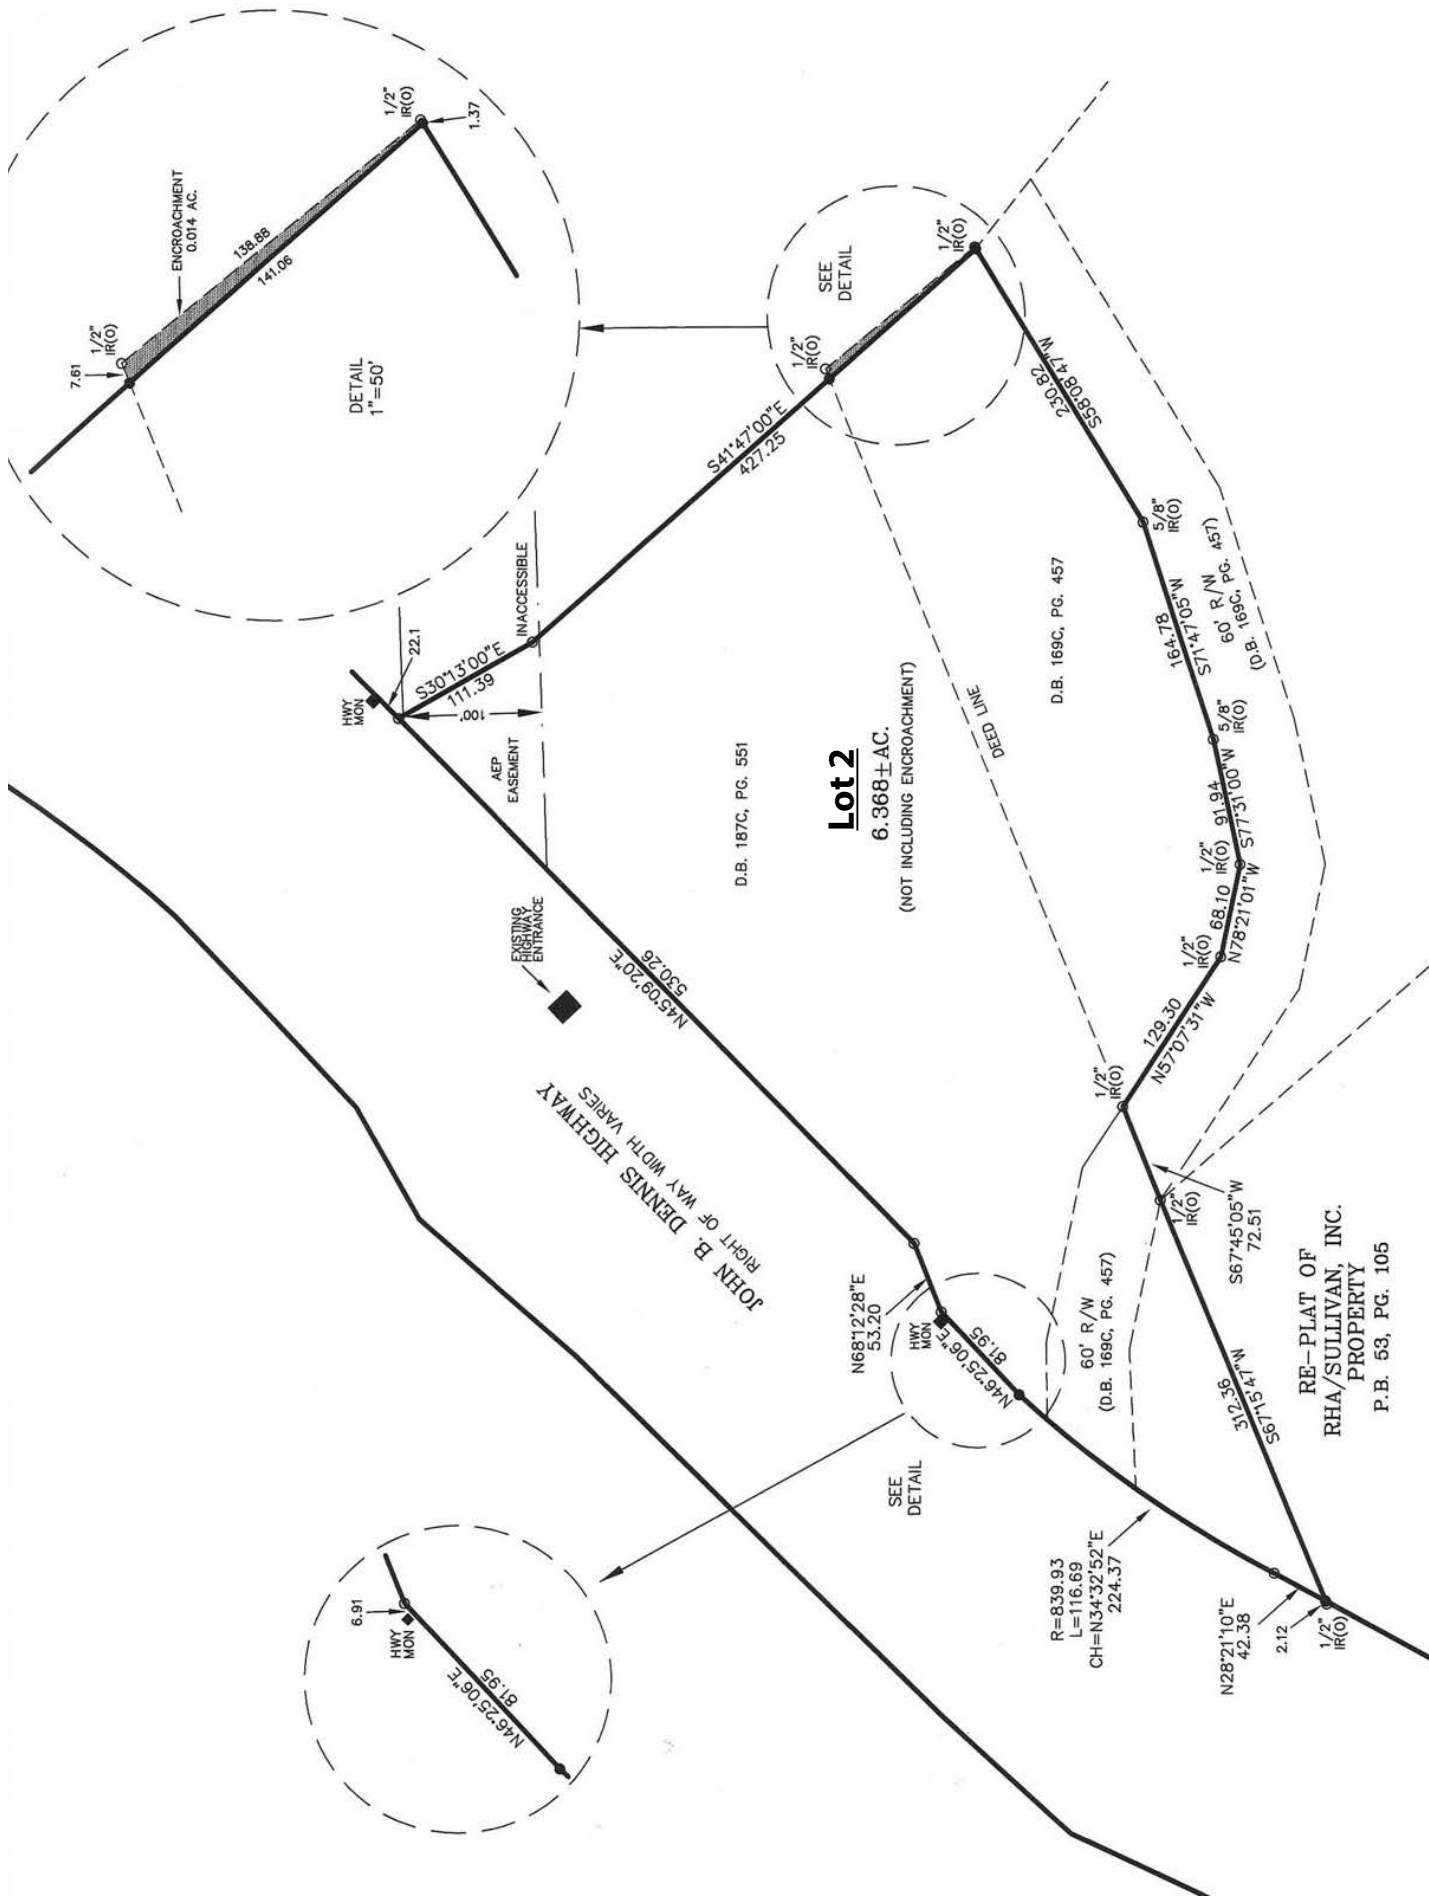 1/2"
IR(O)
1.37
ENCROACHMENT
0.014 AC.
138.88
141.06
7.61
1/2"
IR(O)
DETAIL
1"=50'
SEE
DETAIL
1/2"
IR(O)
1/2"
IR(O)
S41°47'00"E
427.25
230.82
S58°08'47"W
INACCESSIBLE
22.1
S30°13'00"E
111.39
100'
HWY
MON
AEP
EASEMENT
5/8"
IR(O)
60' R/W
(D.B. 169C, PG. 457)
164.78
S71°47'05"W
D.B. 169C, PG. 457
DEED LINE
D.B. 187C, PG. 551
Lot 2
6.368±AC.
(NOT INCLUDING ENCROACHMENT)
5/8"
IR(O)
91.94
S77°31'00"W
1/2"
IR(O)
68.10
N78°21'01"W
1/2"
IR(O)
129.30
N57°07'31"W
1/2"
IR(O)
EXISTING
HIGHWAY
ENTRANCE
N45°09'20"E
530.26
JOHN B. DENNIS HIGHWAY
RIGHT OF WAY WIDTH VARIES
1/2"
IR(O)
S67°45'05"W
72.51
N68°12'28"E
53.20
HWY
MON
N46°25'06"E
81.95
60' R/W
(D.B. 169C, PG. 457)
312.36
S67°15'47"W
RE-PLAT OF
RHA/SULLIVAN, INC.
PROPERTY
P.B. 53, PG. 105
SEE
DETAIL
R=839.93
L=116.69
CH=N34°32'52"E
224.37
N28°21'10"E
42.38
2.12
1/2"
IR(O)
6.91
HWY
MON
N46°25'06"E
81.95